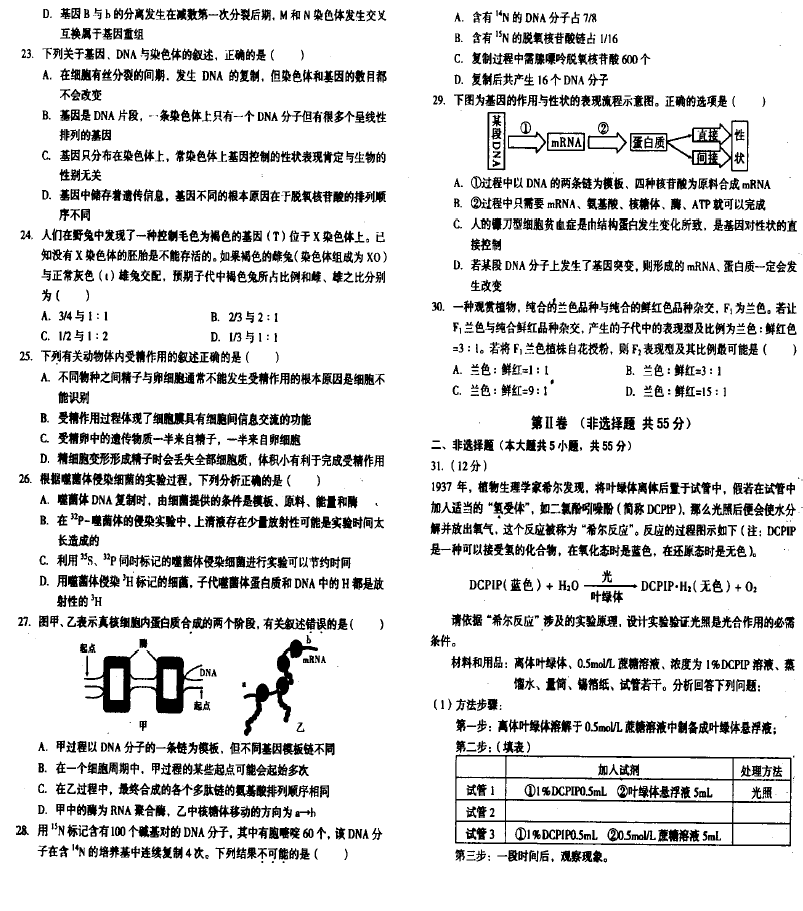 D. 基因B与b的分离发生在减数第一次分裂后期，M和N染色体发生交叉
互换属于基因重组
23. 下列关于基因、DNA与染色体的叙述，正确的是（ ）
A. 在细胞有丝分裂的间期，发生 DNA 的复制，但染色体和基因的数目都
不会改变
B. 基因是DNA片段，一条染色体上只有一个DNA分子但有很多个呈线性
排列的基因
C. 基因只分布在染色体上，常染色体上基因控制的性状表现肯定与生物的
性别无关
D. 基因中储存着遗传信息，基因不同的根本原因在于脱氧核苷酸的排列顺
序不同
24. 人们在野兔中发现了一种控制毛色为褐色的基因（T）位于X染色体上。已
知没有X染色体的胚胎是不能存活的。如果褐色的雌兔（染色体组成为XO）
与正常灰色（t）雄兔交配，预期子代中褐色兔所占比例和雌、雄之比分别
为（ ）
A. 3/4与1：1 B. 2/3与2：1
C. 1/2与1：2 D. 1/3与1：1
25. 下列有关动物体内受精作用的叙述正确的是（ ）
A. 不同物种之间精子与卵细胞通常不能发生受精作用的根本原因是细胞不
能识别
B. 受精作用过程体现了细胞膜具有细胞间信息交流的功能
C. 受精卵中的遗传物质一半来自精子，一半来自卵细胞
D. 精细胞变形形成精子时会丢失全部细胞质，体积小有利于完成受精作用
26. 根据噬菌体侵染细菌的实验过程，下列分析正确的是（ ）
A. 噬菌体DNA复制时，由细菌提供的条件是模板、原料、能量和酶
B. 在³²P-噬菌体的侵染实验中，上清液存在少量放射性可能是实验时间太
长造成的
C. 利用³⁵S、³²P同时标记的噬菌体侵染细菌进行实验可以节约时间
D. 用噬菌体侵染³H标记的细菌，子代噬菌体蛋白质和DNA中的H都是放
射性的³H
27. 图甲、乙表示真核细胞内蛋白质合成的两个阶段，有关叙述错误的是（ ）
起点 酶 DNA 起点 甲
b mRNA a 乙
A. 甲过程以DNA分子的一条链为模板，但不同基因模板链不同
B. 在一个细胞周期中，甲过程的某些起点可能会起始多次
C. 在乙过程中，最终合成的各个多肽链的氨基酸排列顺序相同
D. 甲中的酶为RNA聚合酶，乙中核糖体移动的方向为a→b
28. 用¹⁵N标记含有100个碱基对的DNA分子，其中有胞嘧啶60个，该DNA分
子在含¹⁴N的培养基中连续复制4次。下列结果不可能的是（ ）
A. 含有¹⁴N的DNA分子占7/8
B. 含有¹⁵N的脱氧核苷酸链占1/16
C. 复制过程中需腺嘌呤脱氧核苷酸600个
D. 复制后共产生16个DNA分子
29. 下图为基因的作用与性状的表现流程示意图。正确的选项是（ ）
某段DNA ① mRNA ② 蛋白质 直接 间接 性状
A. ①过程中以DNA的两条链为模板、四种核苷酸为原料合成mRNA
B. ②过程中只需要mRNA、氨基酸、核糖体、酶、ATP就可以完成
C. 人的镰刀型细胞贫血症是由结构蛋白发生变化所致，是基因对性状的直
接控制
D. 若某段DNA分子上发生了基因突变，则形成的mRNA、蛋白质一定会发
生改变
30. 一种观赏植物，纯合的兰色品种与纯合的鲜红色品种杂交，F₁为兰色。若让
F₁兰色与纯合鲜红品种杂交，产生的子代中的表现型及比例为兰色：鲜红色
=3：1。若将F₁兰色植株自花授粉，则F₂表现型及其比例最可能是（ ）
A. 兰色：鲜红=1：1 B. 兰色：鲜红=3：1
C. 兰色：鲜红=9：1 D. 兰色：鲜红=15：1
第Ⅱ卷 （非选择题 共55分）
二、非选择题（本大题共5小题，共55分）
31.（12分）
1937 年，植物生理学家希尔发现，将叶绿体离体后置于试管中，假若在试管中
加入适当的“氢受体”，如二氯酚吲哚酚（简称DCPIP），那么光照后便会使水分
解并放出氧气，这个反应被称为“希尔反应”。反应的过程图示如下（注：DCPIP
是一种可以接受氢的化合物，在氧化态时是蓝色，在还原态时是无色）。
DCPIP（蓝色）+ H₂O 光 叶绿体 → DCPIP·H₂（无色）+ O₂
请依据“希尔反应”涉及的实验原理，设计实验验证光照是光合作用的必需
条件。
材料和用品：离体叶绿体、0.5mol/L蔗糖溶液、浓度为1%DCPIP溶液、蒸
馏水、量筒、锡箔纸、试管若干。分析回答下列问题：
（1）方法步骤：
第一步：离体叶绿体溶解于0.5mol/L蔗糖溶液中制备成叶绿体悬浮液；
第二步：（填表）
加入试剂 处理方法
试管1 ①1%DCPIP0.5mL ②叶绿体悬浮液5mL 光照
试管2
试管3 ①1%DCPIP0.5mL ②0.5mol/L蔗糖溶液5mL
第三步：一段时间后，观察现象。